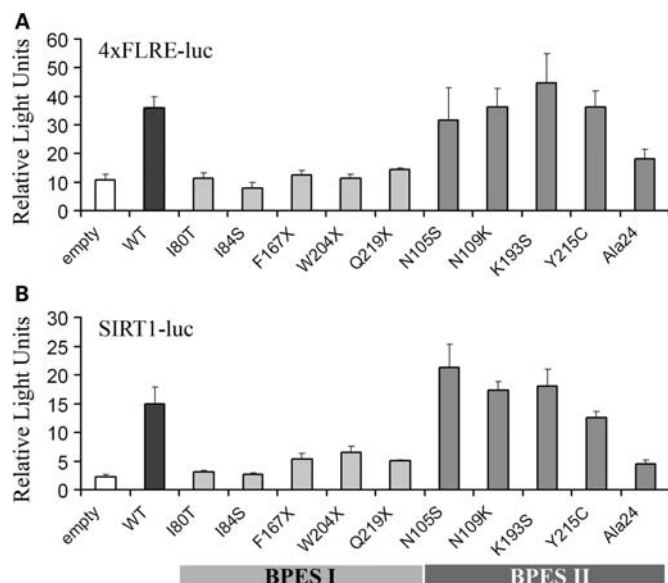 A
4xFLRE-luc
Relative Light Units
60
50
40
30
20
10
0
empty WT I80T I84S F167X W204X Q219X N105S N109K K193S Y215C Ala24
B
SIRT1-luc
Relative Light Units
30
25
20
15
10
5
0
empty WT I80T I84S F167X W204X Q219X N105S N109K K193S Y215C Ala24
BPES I BPES II